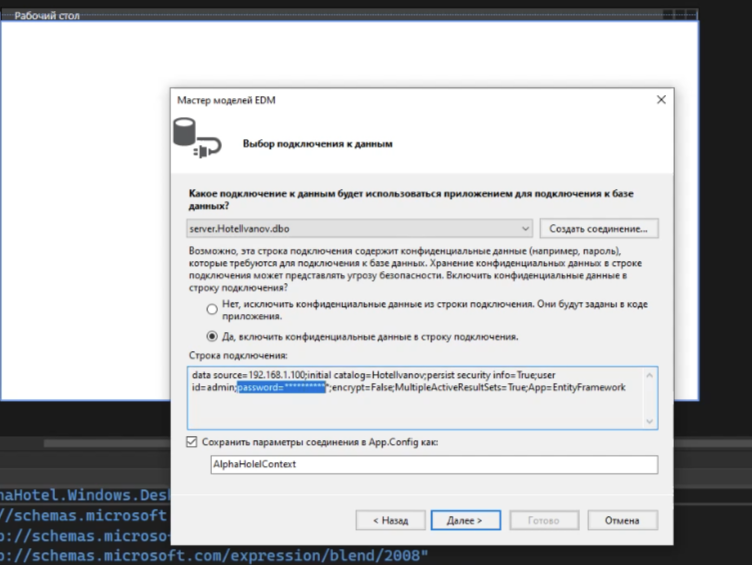 Рабочий стол
Мастер моделей EDM
Выбор подключения к данным
Какое подключение к данным будет использоваться приложением для подключения к базе
данных?
server.HotelIvanov.dbo
Создать соединение...
Возможно, эта строка подключения содержит конфиденциальные данные (например, пароль),
которые требуются для подключения к базе данных. Хранение конфиденциальных данных в строке
подключения может представлять угрозу безопасности. Включить конфиденциальные данные в
строку подключения?
Нет, исключить конфиденциальные данные из строки подключения. Они будут заданы в коде
приложения.
Да, включить конфиденциальные данные в строку подключения.
Строка подключения:
data source=192.168.1.100;initial catalog=HotelIvanov;persist security info=True;user
id=admin;password="**********";encrypt=False;MultipleActiveResultSets=True;App=EntityFramework
Сохранить параметры соединения в App.Config как:
AlphaHolelContext
< Назад
Далее >
Готово
Отмена
haHotel.Windows.Desk
//schemas.microsoft
p://schemas.microso
p://schemas.microsoft.com/expression/blend/2008"